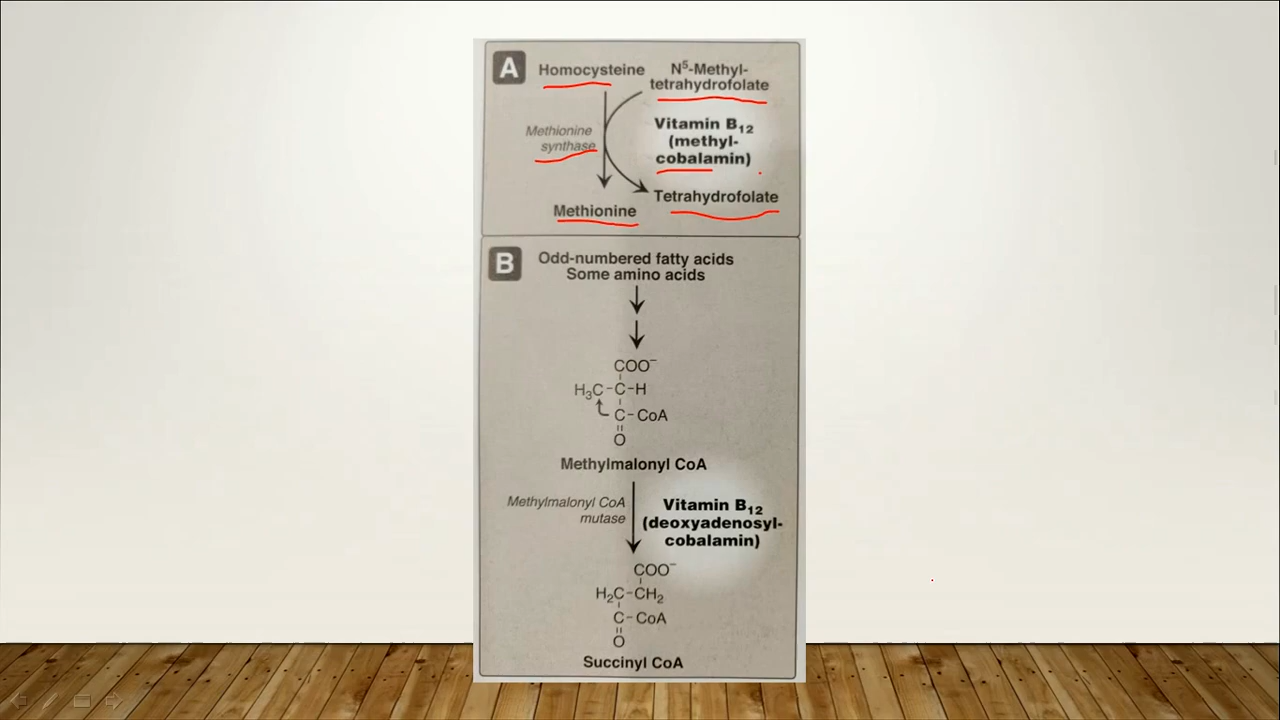 A
Homocysteine
N⁵-Methyl-
tetrahydrofolate
Methionine
synthase
Vitamin B₁₂
(methyl-
cobalamin)
Tetrahydrofolate
Methionine
B
Odd-numbered fatty acids
Some amino acids
COO⁻
H₃C-C-H
C-CoA
O
Methylmalonyl CoA
Methylmalonyl CoA
mutase
Vitamin B₁₂
(deoxyadenosyl-
cobalamin)
COO⁻
H₂C-CH₂
C-CoA
O
Succinyl CoA